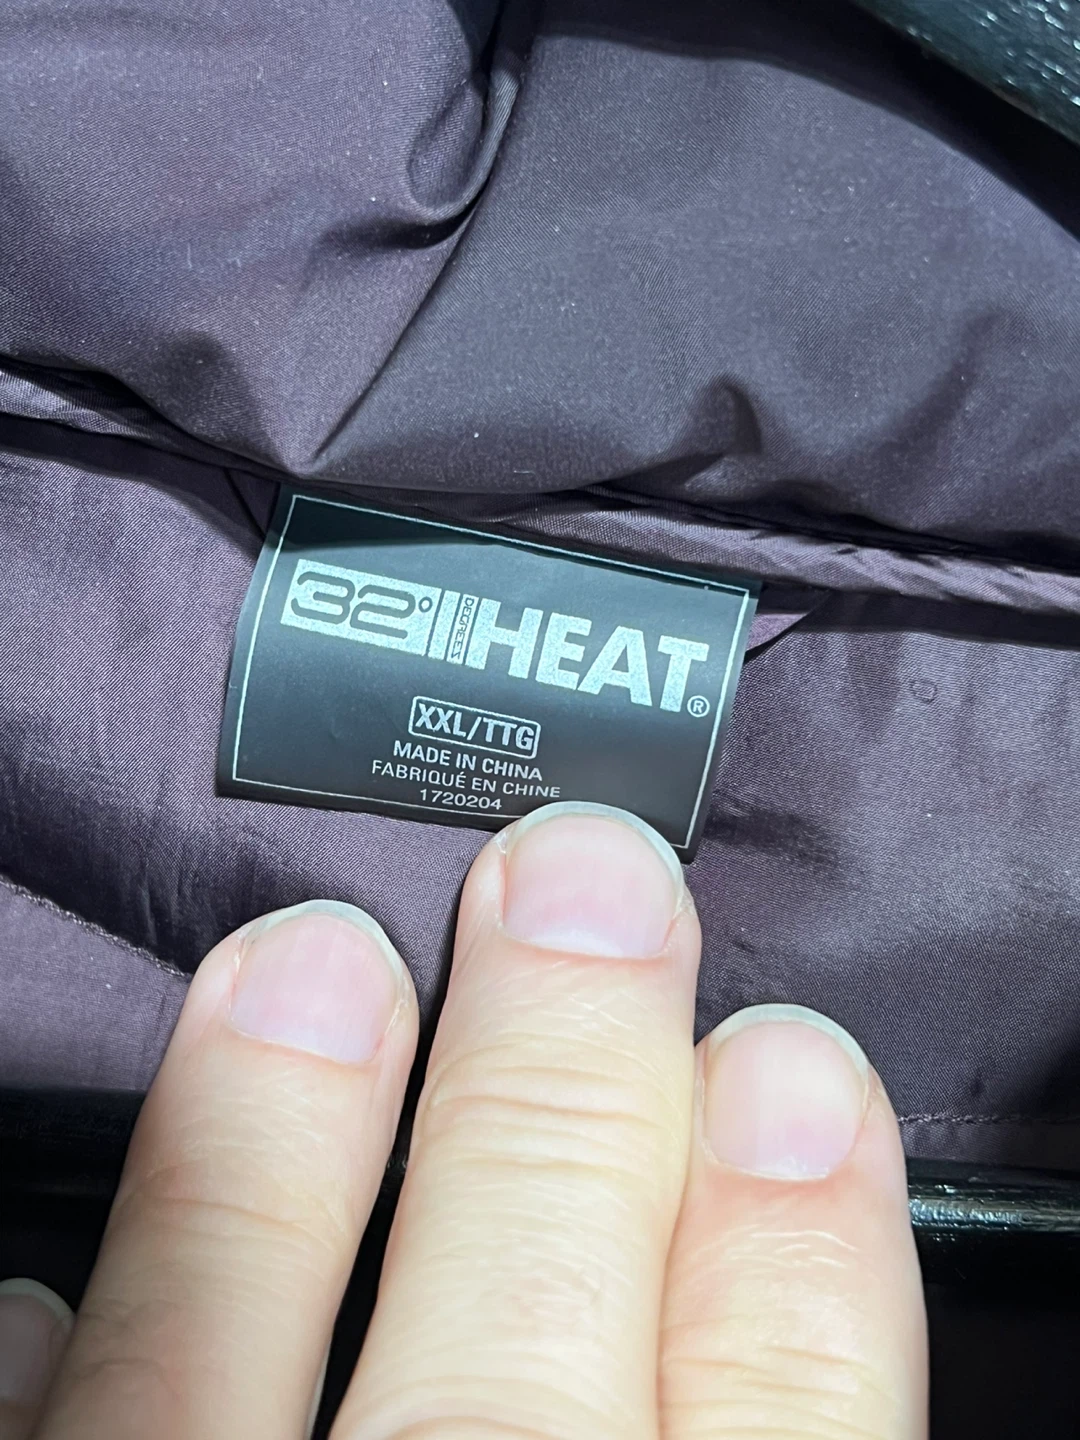 32° DEGREES HEAT®
XXL/TTG
MADE IN CHINA
FABRIQUÉ EN CHINE
1720204